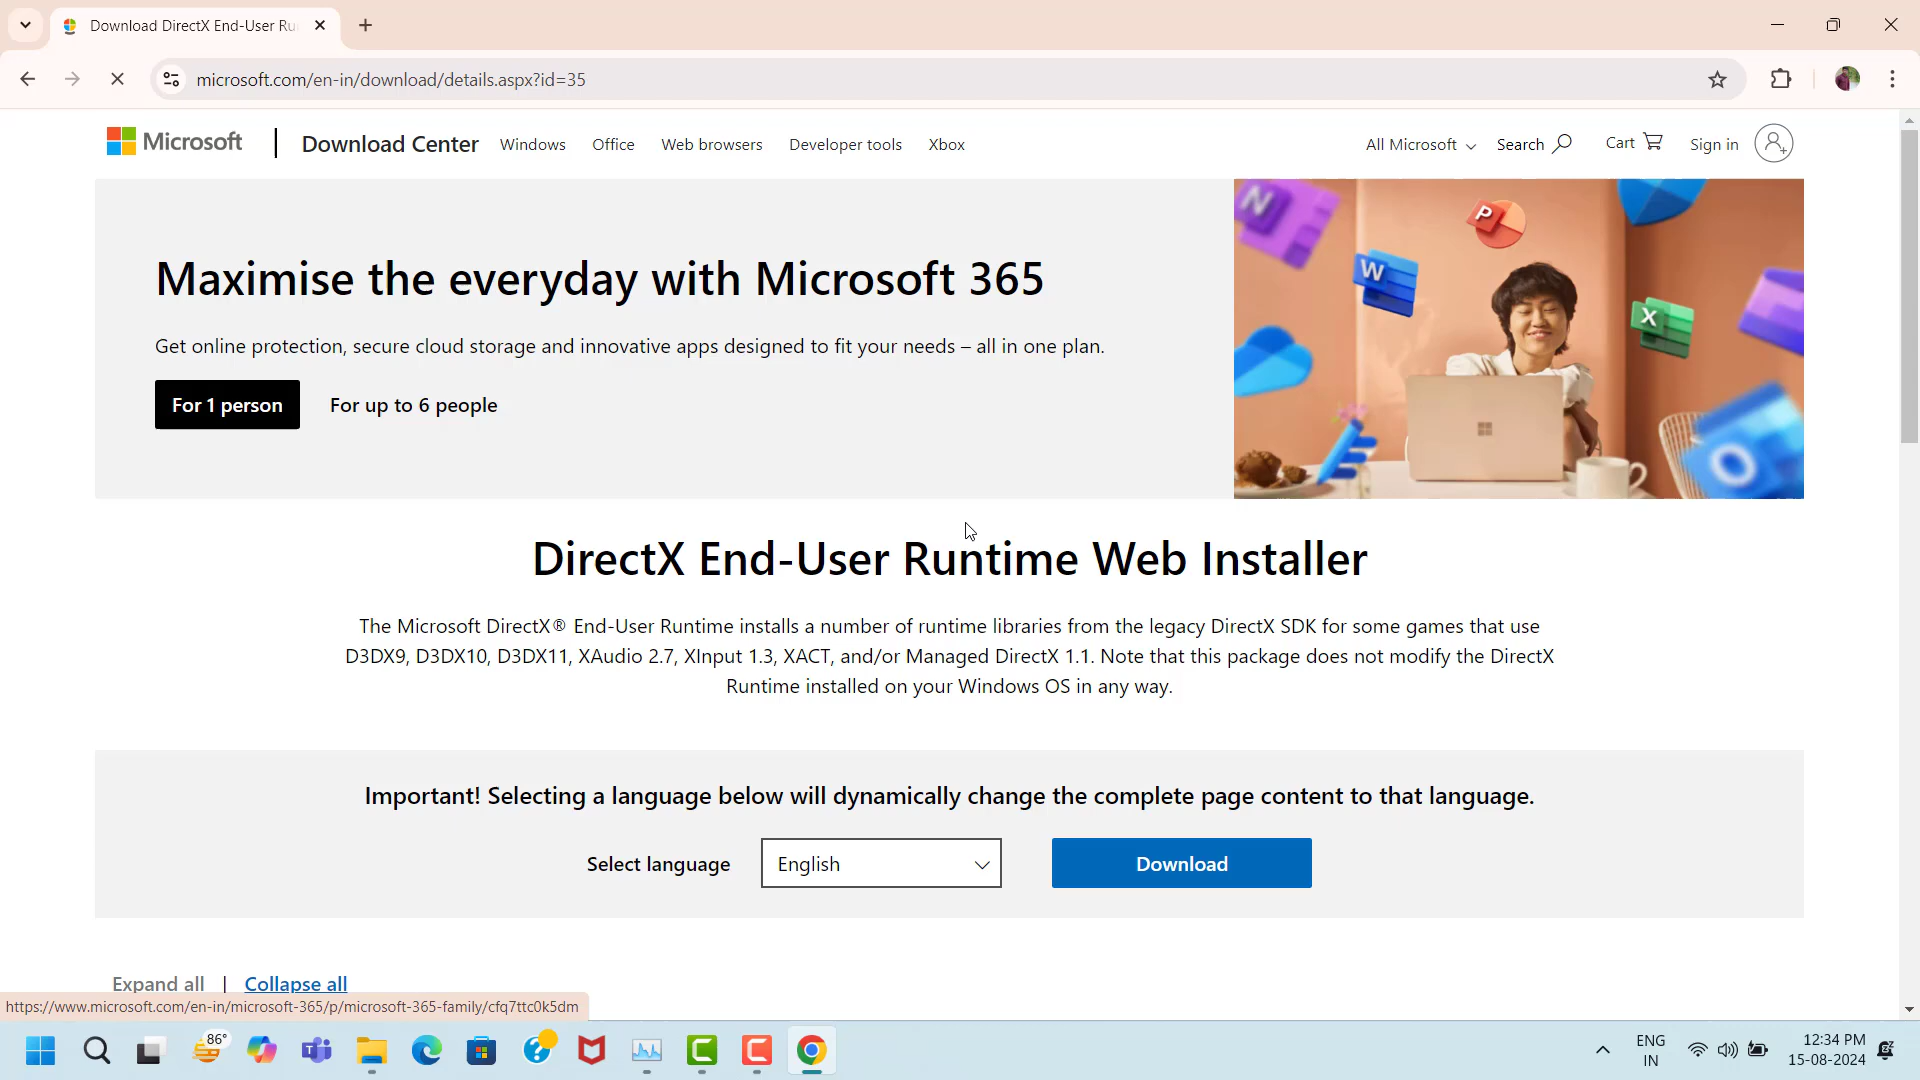 Download DirectX End-User Ru
microsoft.com/en-in/download/details.aspx?id=35
Microsoft
Download Center
Windows
Office
Web browsers
Developer tools
Xbox
All Microsoft
Search
Cart
Sign in
Maximise the everyday with Microsoft 365
Get online protection, secure cloud storage and innovative apps designed to fit your needs – all in one plan.
For 1 person
For up to 6 people
N
P
W
X
O
DirectX End-User Runtime Web Installer
The Microsoft DirectX® End-User Runtime installs a number of runtime libraries from the legacy DirectX SDK for some games that use
D3DX9, D3DX10, D3DX11, XAudio 2.7, XInput 1.3, XACT, and/or Managed DirectX 1.1. Note that this package does not modify the DirectX
Runtime installed on your Windows OS in any way.
Important! Selecting a language below will dynamically change the complete page content to that language.
Select language
English
Download
Expand all | Collapse all
https://www.microsoft.com/en-in/microsoft-365/p/microsoft-365-family/cfq7ttc0k5dm
86°
ENG
IN
12:34 PM
15-08-2024